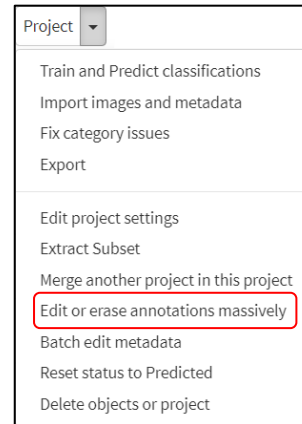 Project
Train and Predict classifications
Import images and metadata
Fix category issues
Export
Edit project settings
Extract Subset
Merge another project in this project
Edit or erase annotations massively
Batch edit metadata
Reset status to Predicted
Delete objects or project